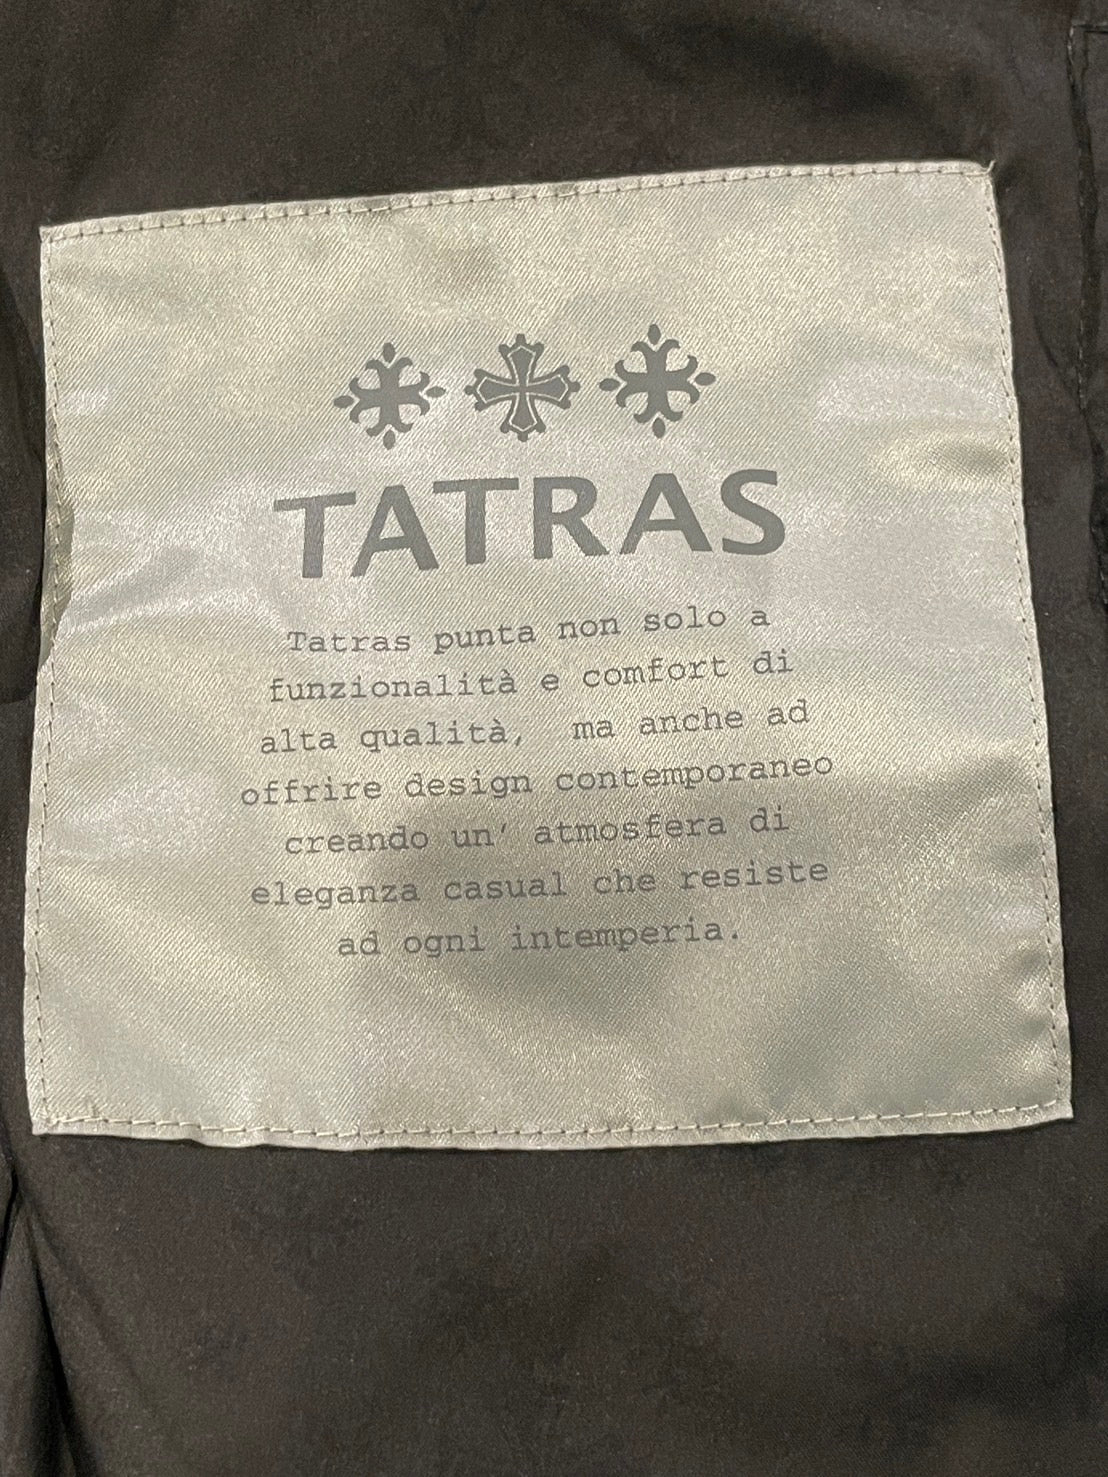 TATRAS
Tatras punta non solo a
funzionalità e comfort di
alta qualità, ma anche ad
offrire design contemporaneo
creando un' atmosfera di
eleganza casual che resiste
ad ogni intemperia.